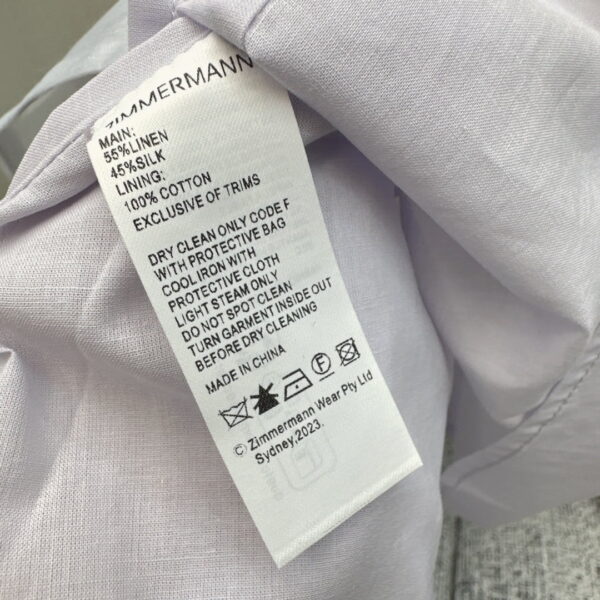 ZIMMERMANN
MAIN:
55%LINEN
45%SILK
LINING:
100% COTTON
EXCLUSIVE OF TRIMS
DRY CLEAN ONLY CODE F
WITH PROTECTIVE BAG
COOL IRON WITH
PROTECTIVE CLOTH
LIGHT STEAM ONLY
DO NOT SPOT CLEAN
TURN GARMENT INSIDE OUT
BEFORE DRY CLEANING
MADE IN CHINA
F
© Zimmermann Wear Pty Ltd
Sydney,2023.